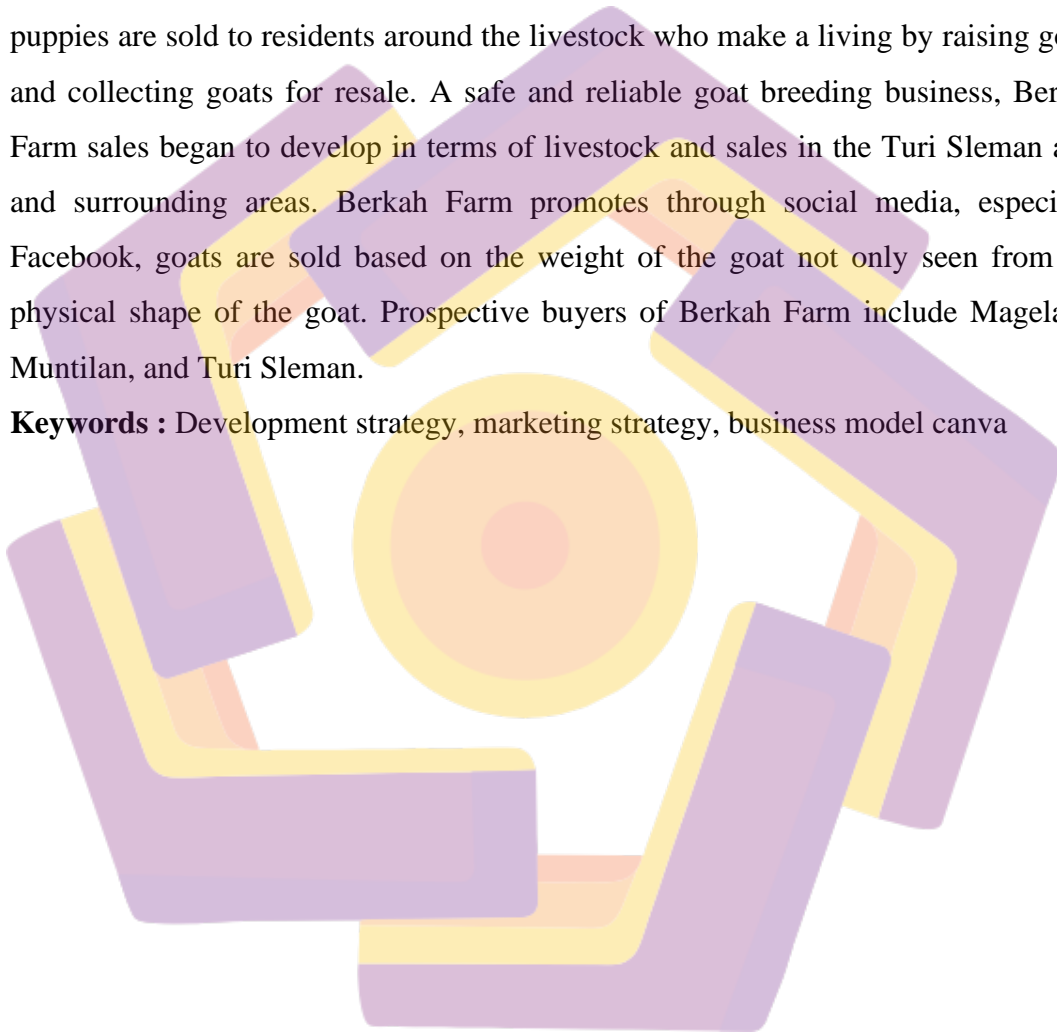 puppies are sold to residents around the livestock who make a living by raising
and collecting goats for resale. A safe and reliable goat breeding business,
Farm sales began to develop in terms of livestock and sales in the Turi Sleman
and surrounding areas. Berkah Farm promotes through social media,
Facebook, goats are sold based on the weight of the goat not only seen from
physical shape of the goat. Prospective buyers of Berkah Farm include
Muntilan, and Turi Sleman.
Keywords : Development strategy, marketing strategy, business model canva